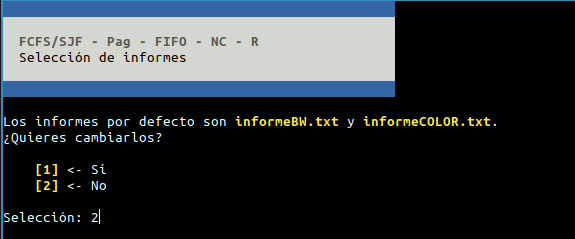 FCFS/SJF - Pag - FIFO - NC - R
Selección de informes
Los informes por defecto son informeBW.txt y informeCOLOR.txt.
¿Quieres cambiarlos?
[1] <- Sí
[2] <- No
Selección: 2